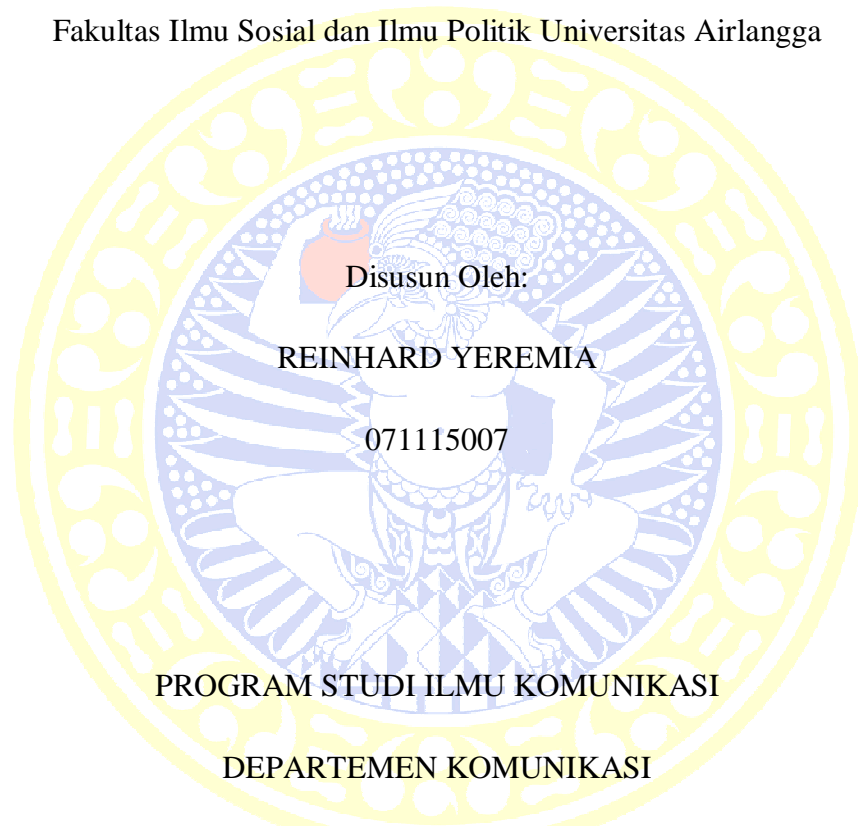 Fakultas Ilmu Sosial dan Ilmu Politik Universitas Airlangga
Disusun Oleh:
REINHARD YEREMIA
071115007
PROGRAM STUDI ILMU KOMUNIKASI
DEPARTEMEN KOMUNIKASI